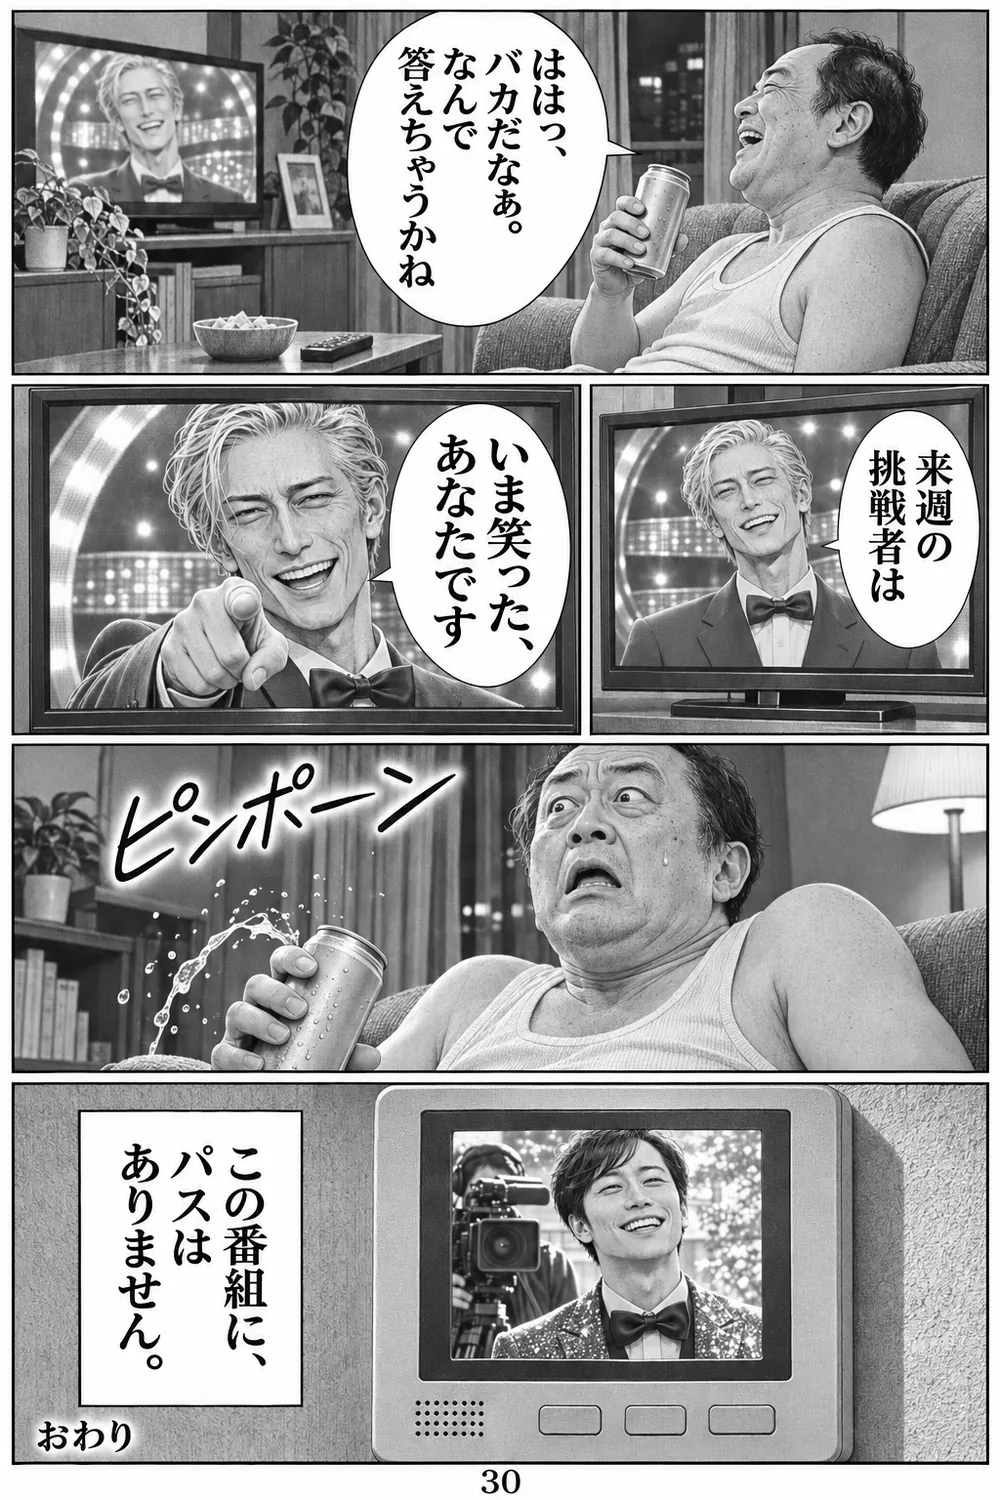 ははっ、
バカだなぁ。
なんで
答えちゃうかね
来週の
挑戦者は
いま笑った、
あなたです
ピンポーン
この番組に、
パスは
ありません。
おわり
30